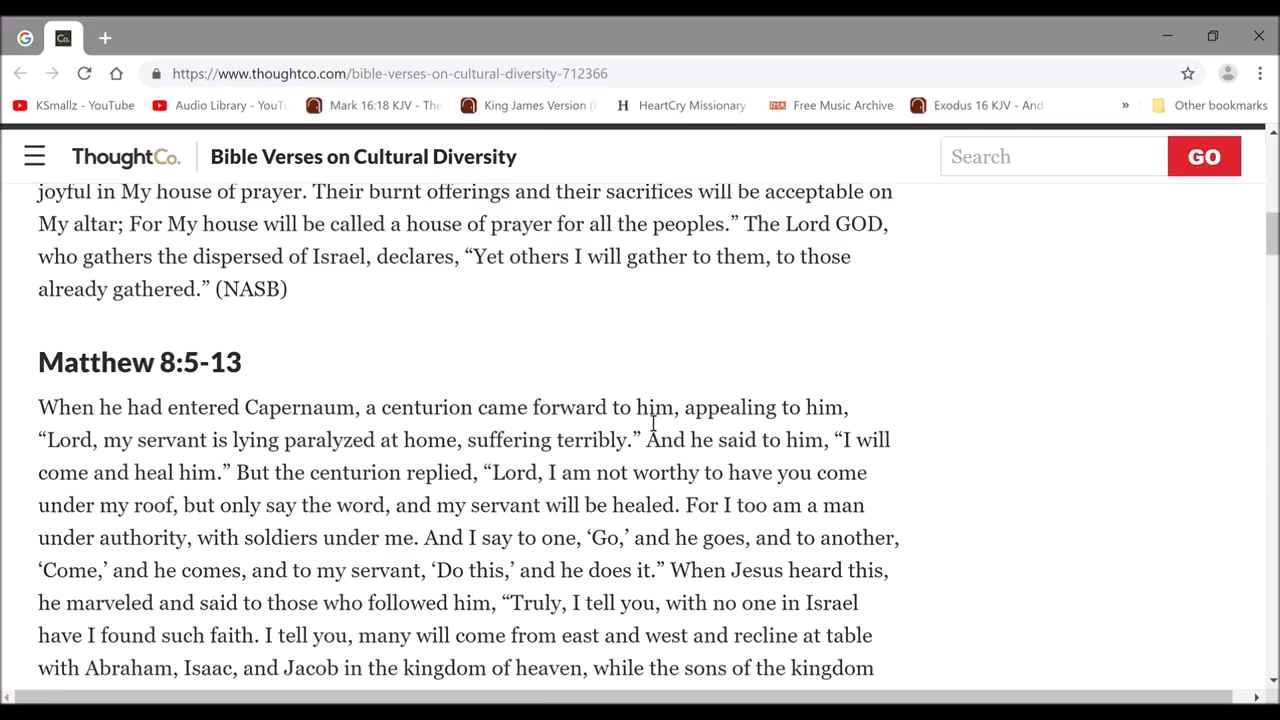 Co.
https://www.thoughtco.com/bible-verses-on-cultural-diversity-712366
KSmallz - YouTube Audio Library - YouT Mark 16:18 KJV - The King James Version ( H HeartCry Missionary FMA Free Music Archive Exodus 16 KJV - And » Other bookmarks
ThoughtCo. Bible Verses on Cultural Diversity Search GO
joyful in My house of prayer. Their burnt offerings and their sacrifices will be acceptable on
My altar; For My house will be called a house of prayer for all the peoples.” The Lord GOD,
who gathers the dispersed of Israel, declares, “Yet others I will gather to them, to those
already gathered.” (NASB)
Matthew 8:5-13
When he had entered Capernaum, a centurion came forward to him, appealing to him,
“Lord, my servant is lying paralyzed at home, suffering terribly.” And he said to him, “I will
come and heal him.” But the centurion replied, “Lord, I am not worthy to have you come
under my roof, but only say the word, and my servant will be healed. For I too am a man
under authority, with soldiers under me. And I say to one, ‘Go,’ and he goes, and to another,
‘Come,’ and he comes, and to my servant, ‘Do this,’ and he does it.” When Jesus heard this,
he marveled and said to those who followed him, “Truly, I tell you, with no one in Israel
have I found such faith. I tell you, many will come from east and west and recline at table
with Abraham, Isaac, and Jacob in the kingdom of heaven, while the sons of the kingdom